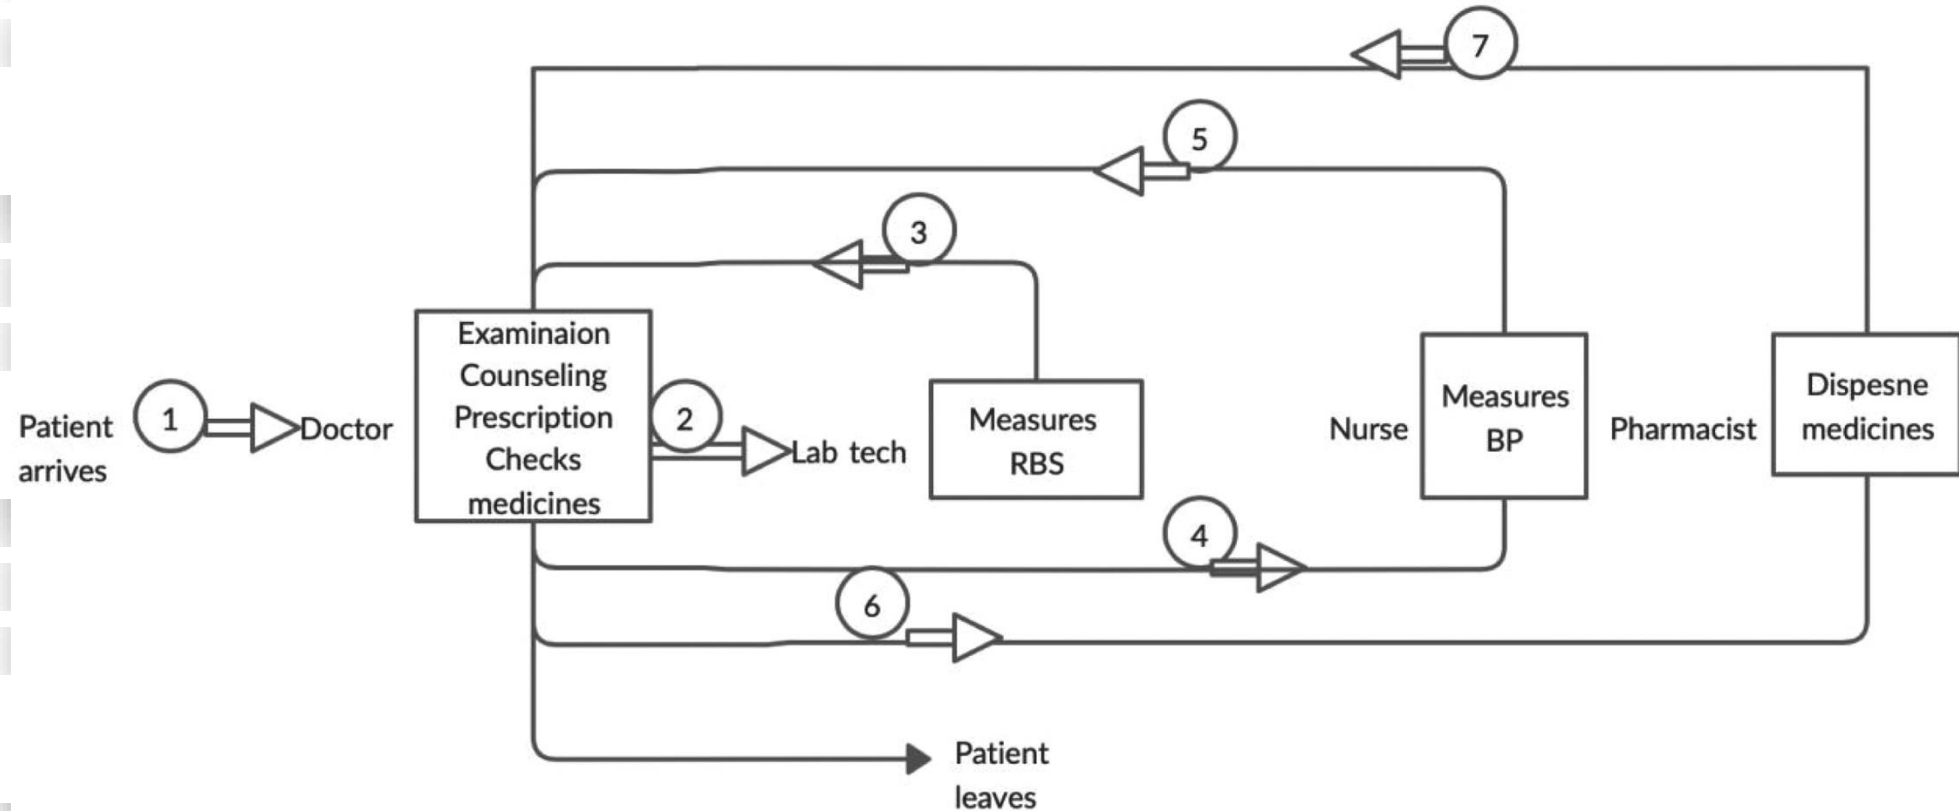 7
5
3
Examinaion
Counseling
Prescription
Checks
medicines
Patient
arrives
1
Doctor
2
Lab tech
Measures
RBS
Nurse
Measures
BP
Pharmacist
Dispesne
medicines
4
6
Patient
leaves